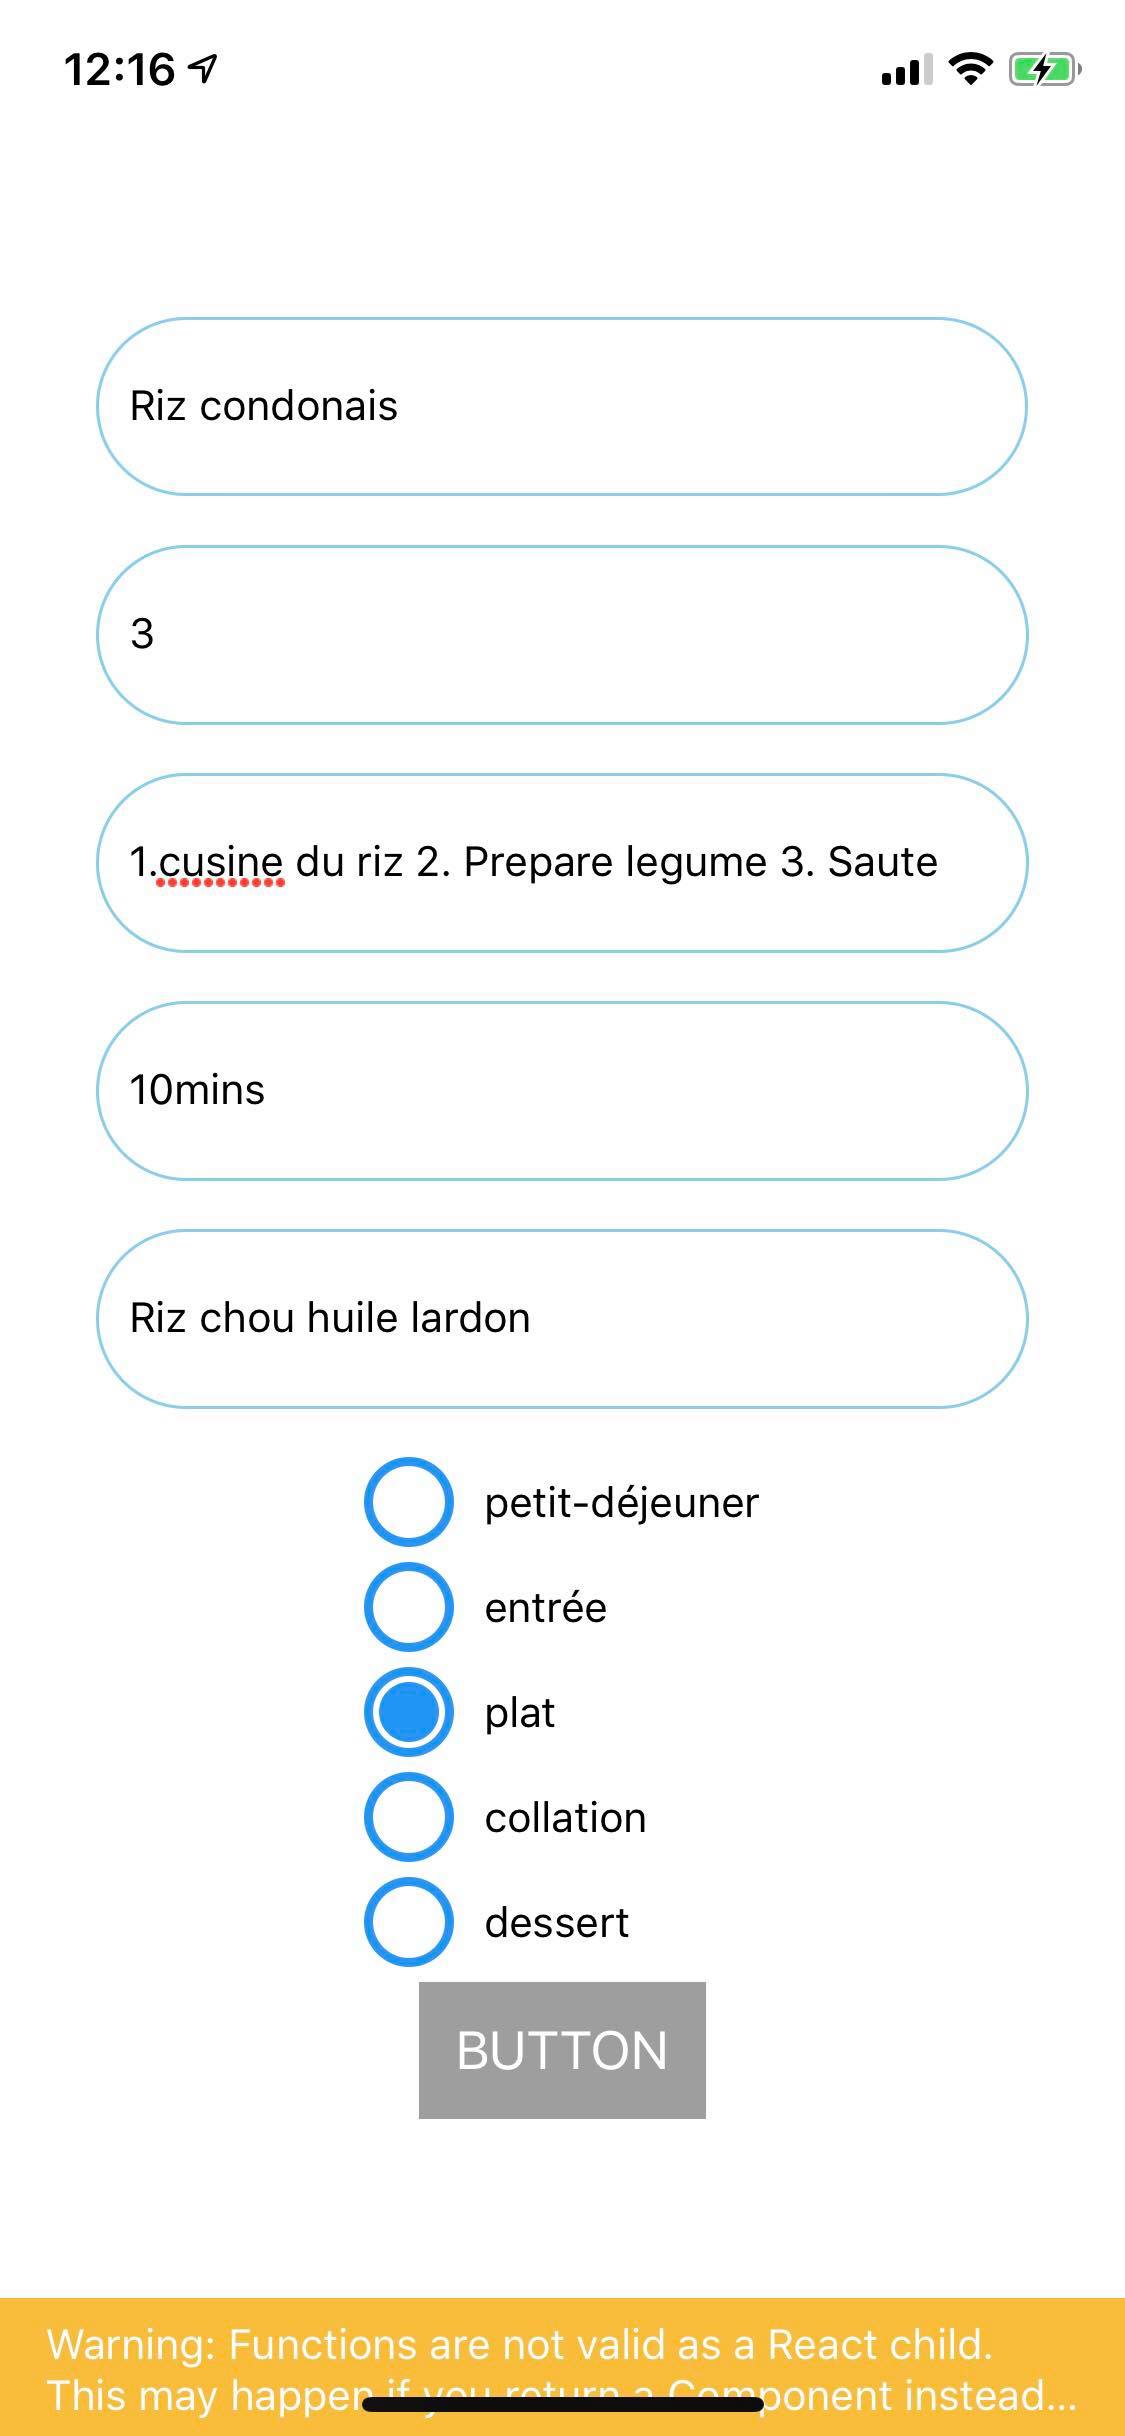 12:16
Riz condonais
3
1.cusine du riz 2. Prepare legume 3. Saute
10mins
Riz chou huile lardon
petit-déjeuner
entrée
plat
collation
dessert
BUTTON
Warning: Functions are not valid as a React child.
This may happen if you return a Component instead...